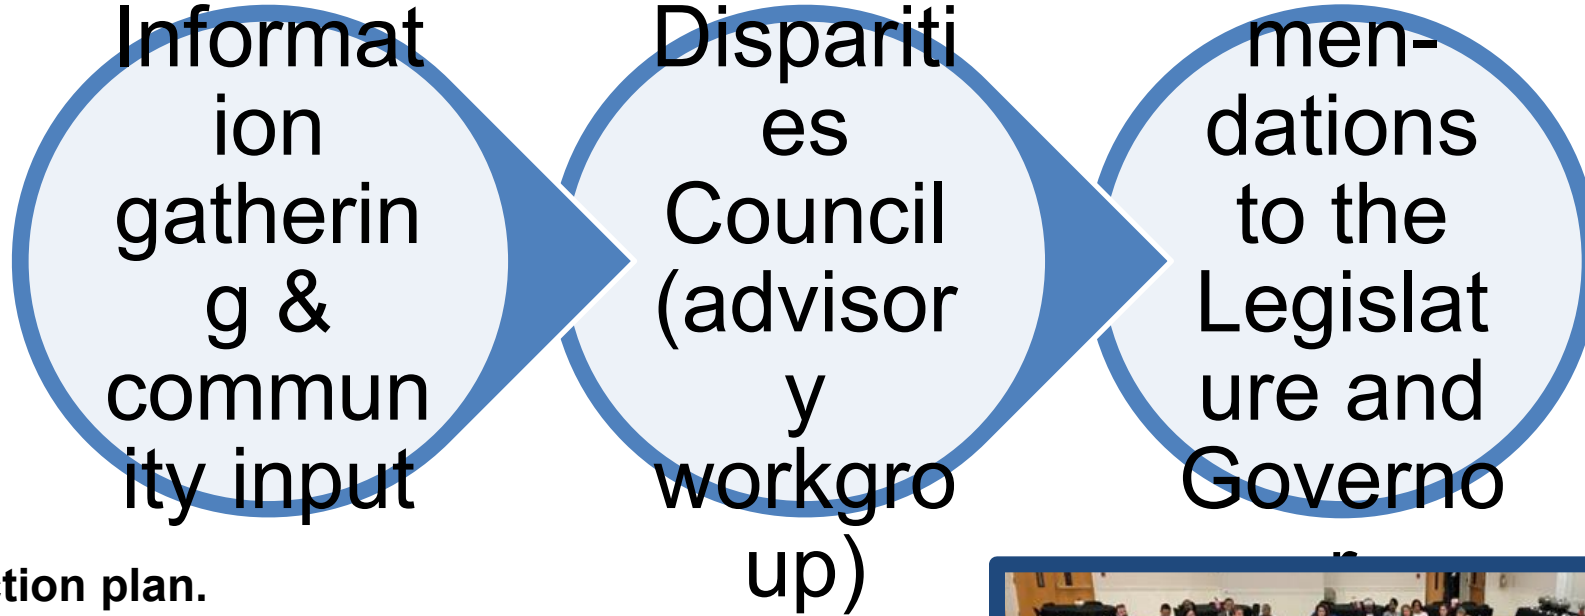 Informat
ion
gatherin
g &
commun
ity input
Dispariti
es
Council
(advisor
y
workgro
up)
men-
dations
to the
Legislat
ure and
Governo
r
ction plan.